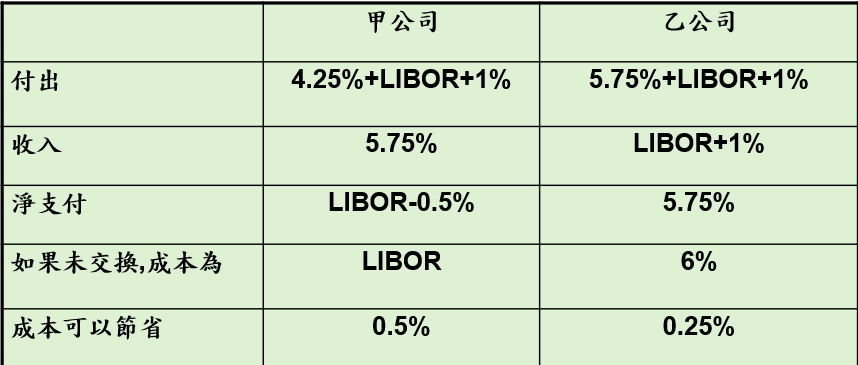 甲公司 乙公司
付出 4.25%+LIBOR+1% 5.75%+LIBOR+1%
收入 5.75% LIBOR+1%
淨支付 LIBOR-0.5% 5.75%
如果未交換,成本為 LIBOR 6%
成本可以節省 0.5% 0.25%